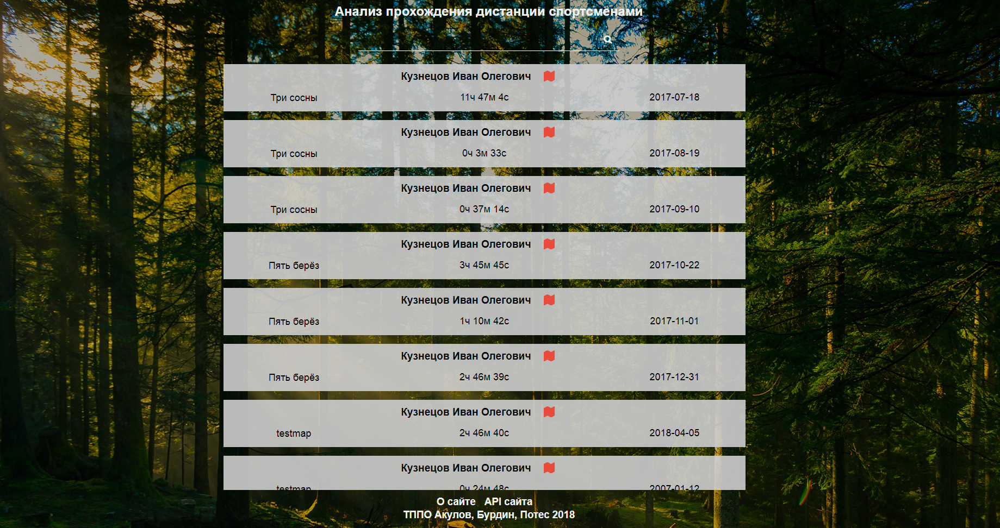 Анализ прохождения дистанций спортсменами
Кузнецов Иван Олегович
Три сосны 11ч 47м 4с 2017-07-18
Кузнецов Иван Олегович
Три сосны 0ч 3м 33с 2017-08-19
Кузнецов Иван Олегович
Три сосны 0ч 37м 14с 2017-09-10
Кузнецов Иван Олегович
Пять берёз 3ч 45м 45с 2017-10-22
Кузнецов Иван Олегович
Пять берёз 1ч 10м 42с 2017-11-01
Кузнецов Иван Олегович
Пять берёз 2ч 46м 39с 2017-12-31
Кузнецов Иван Олегович
testmap 2ч 46м 40с 2018-04-05
Кузнецов Иван Олегович
testmap 0ч 24м 48с 2007-01-12
О сайте API сайта
ТППО Акулов, Бурдин, Потес 2018